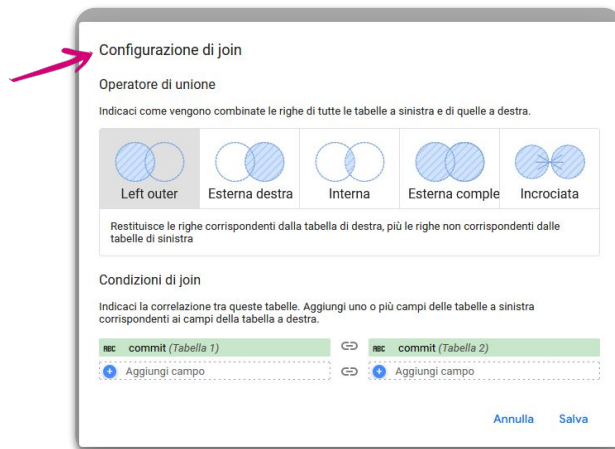 Configurazione di join
Operatore di unione
Indicaci come vengono combinate le righe di tutte le tabelle a sinistra e di quelle a destra.
Left outer
Esterna destra
Interna
Esterna comple
Incrociata
Restituisce le righe corrispondenti dalla tabella di destra, più le righe non corrispondenti dalle
tabelle di sinistra
Condizioni di join
Indicaci la correlazione tra queste tabelle. Aggiungi uno o più campi delle tabelle a sinistra
corrispondenti ai campi della tabella a destra.
ABC commit (Tabella 1)
ABC commit (Tabella 2)
Aggiungi campo
Aggiungi campo
Annulla
Salva